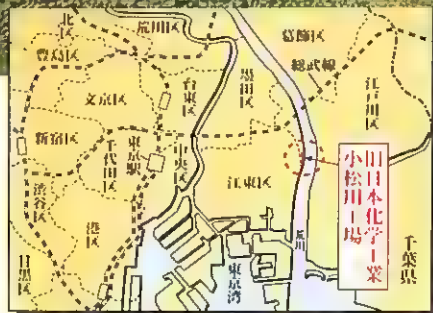 北区
荒川区
葛飾区
豊島区
総武線
文京区
台東区
墨田区
江戸川区
新宿区
千代田区
東京駅
中央区
江東区
旧日本化学工業
小松川工場
渋谷区
港区
荒川
千葉県
目黒区
東京湾